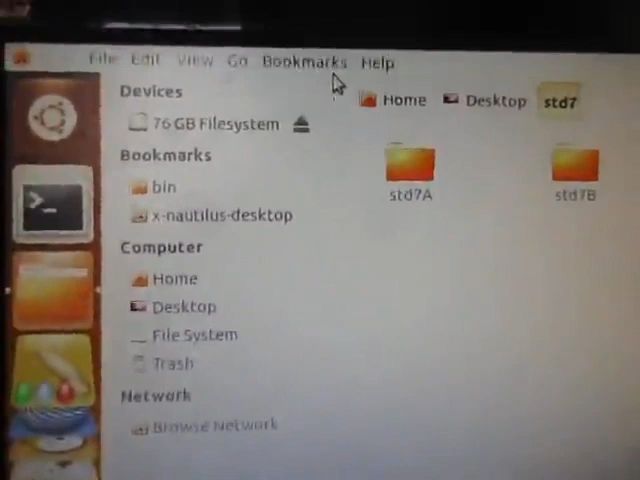 File Edit View Go Bookmarks Help
Devices
76 GB Filesystem
Bookmarks
bin
x-nautilus-desktop
Computer
Home
Desktop
File System
Trash
Network
Browse Network
Home Desktop std7
std7A std7B